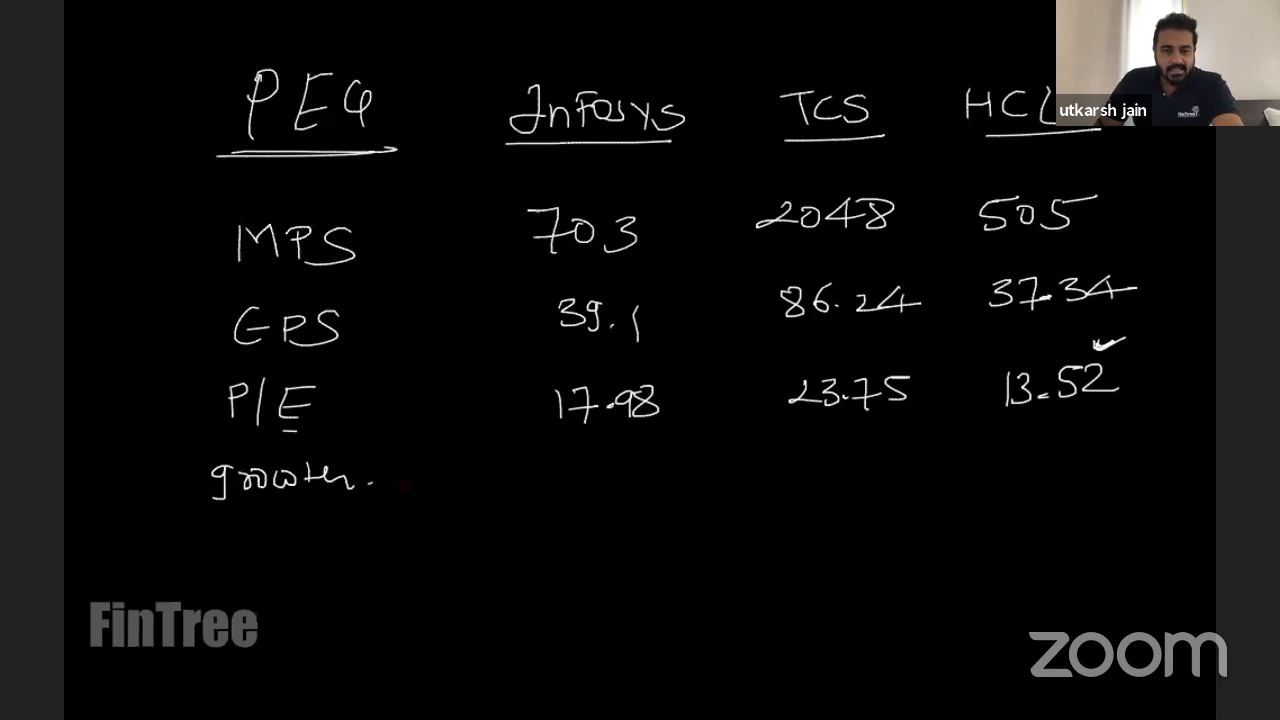 PEG Infosys TCS HCL
utkarsh jain
MPS 703 2048 505
EPS 39.1 86.24 37.34
P/E 17.98 23.75 13.52
growth.
FinTree
zoom